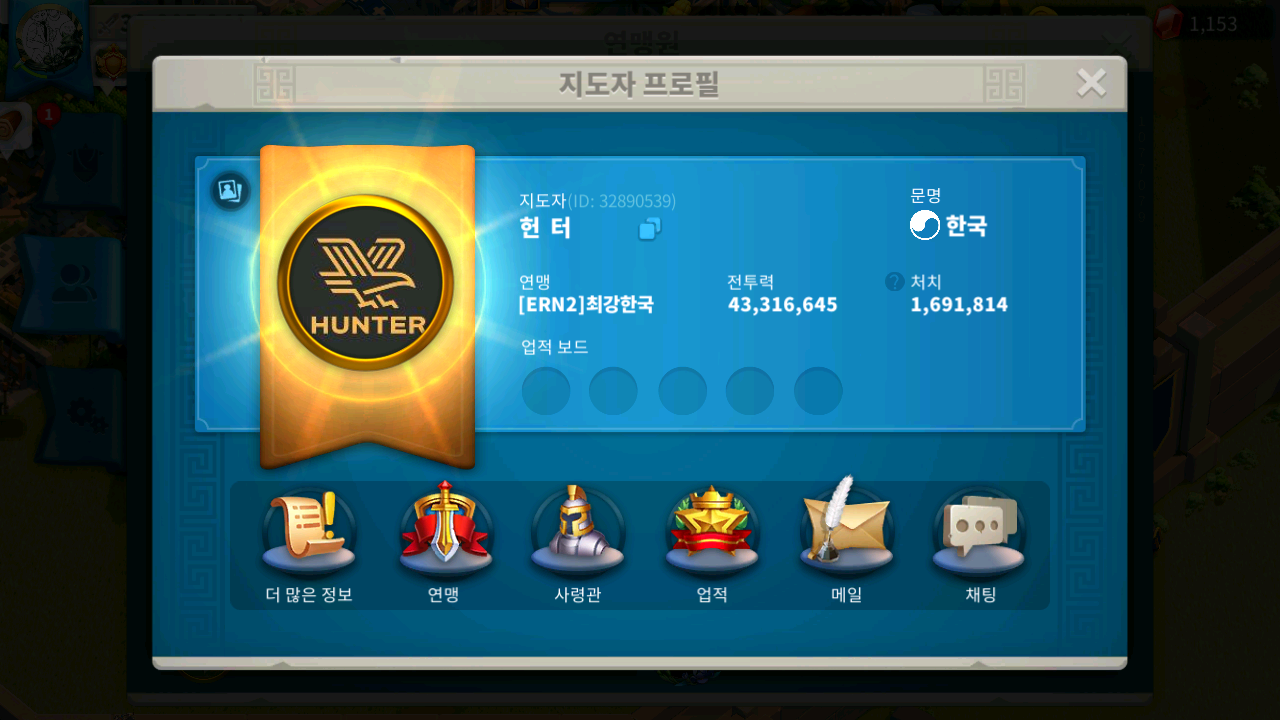 연맹원
1,153
지도자 프로필
1
지도자(ID: 32890539)
헌 터
문명
한국
HUNTER
연맹
[ERN2]최강한국
전투력
43,316,645
?
처치
1,691,814
업적 보드
더 많은 정보
연맹
사령관
업적
메일
채팅